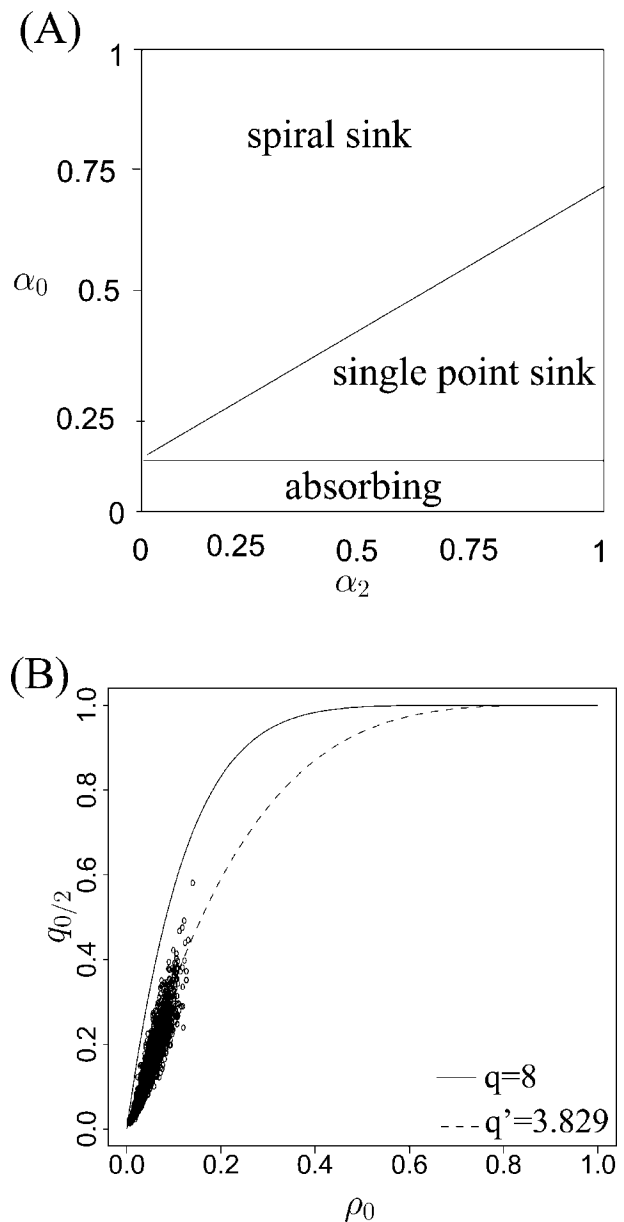 (A)
1
spiral sink
0.75
α₀ 0.5
single point sink
0.25
absorbing
0
0 0.25 0.5 0.75 1
α₂
(B)
1.0
0.8
0.6
q₀/₂
0.4
0.2
q=8
0.0
q'=3.829
0.0 0.2 0.4 0.6 0.8 1.0
ρ₀